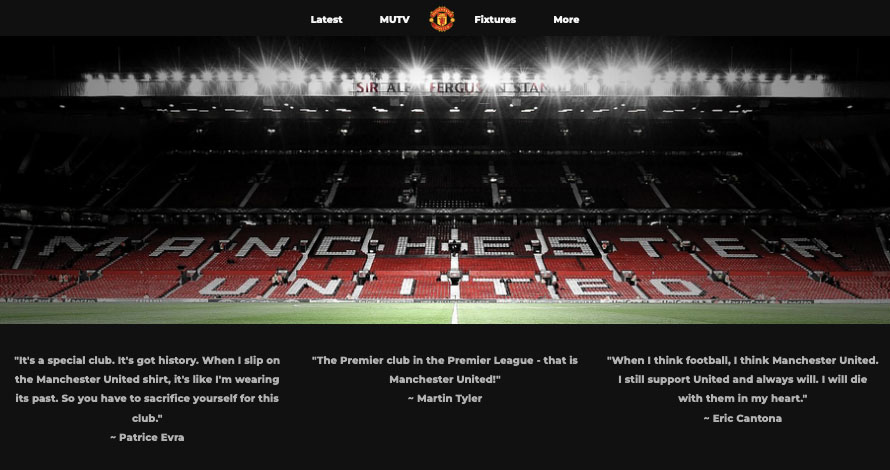 Latest MUTV Fixtures More
SIR ALEX FERGUSON STAND
MANCHESTER
UNITED
"It's a special club. It's got history. When I slip on
the Manchester United shirt, it's like I'm wearing
its past. So you have to sacrifice yourself for this
club."
~ Patrice Evra
"The Premier club in the Premier League - that is
Manchester United!"
~ Martin Tyler
"When I think football, I think Manchester United.
I still support United and always will. I will die
with them in my heart."
~ Eric Cantona